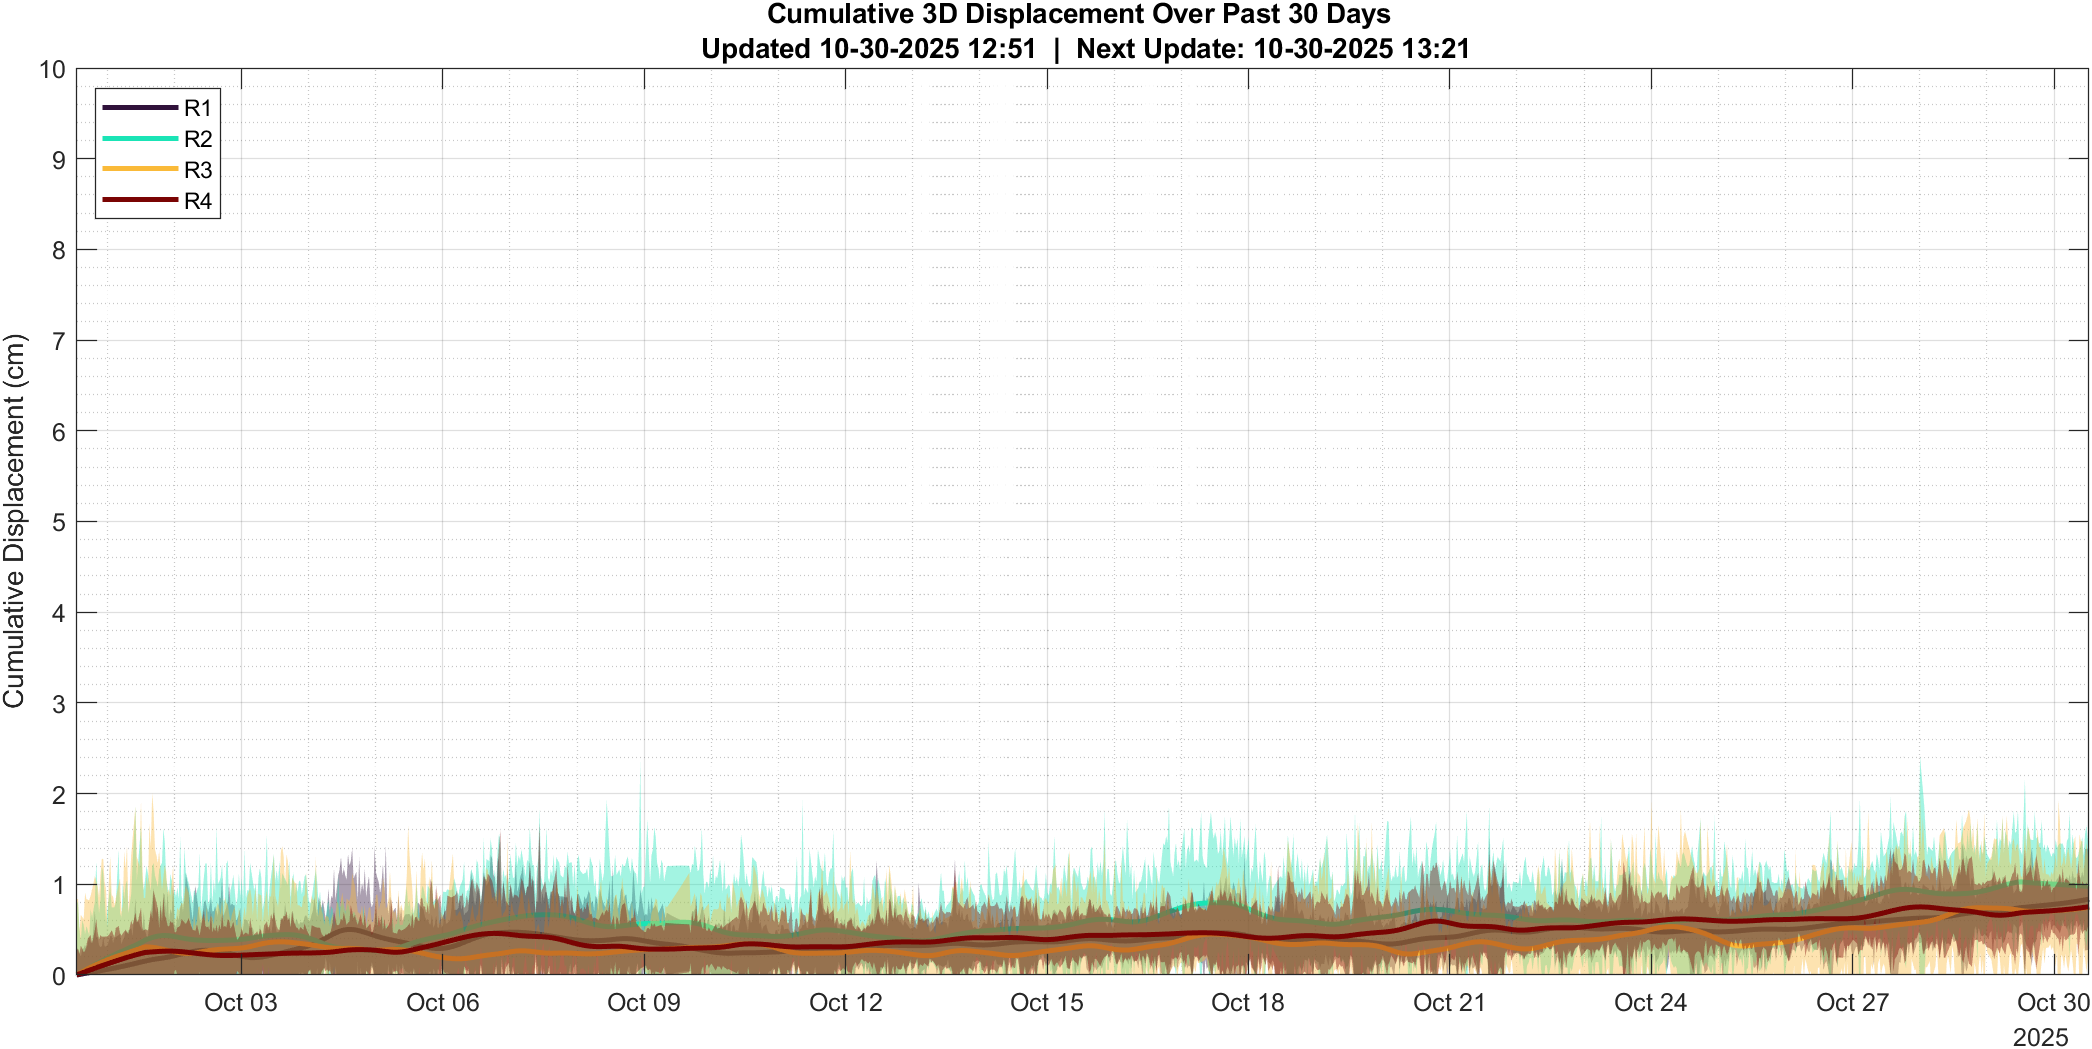 Cumulative 3D Displacement Over Past 30 Days
Updated 10-30-2025 12:51 | Next Update: 10-30-2025 13:21
R1
R2
R3
R4
Cumulative Displacement (cm)
10
9
8
7
6
5
4
3
2
1
0
Oct 03
Oct 06
Oct 09
Oct 12
Oct 15
Oct 18
Oct 21
Oct 24
Oct 27
Oct 30
2025